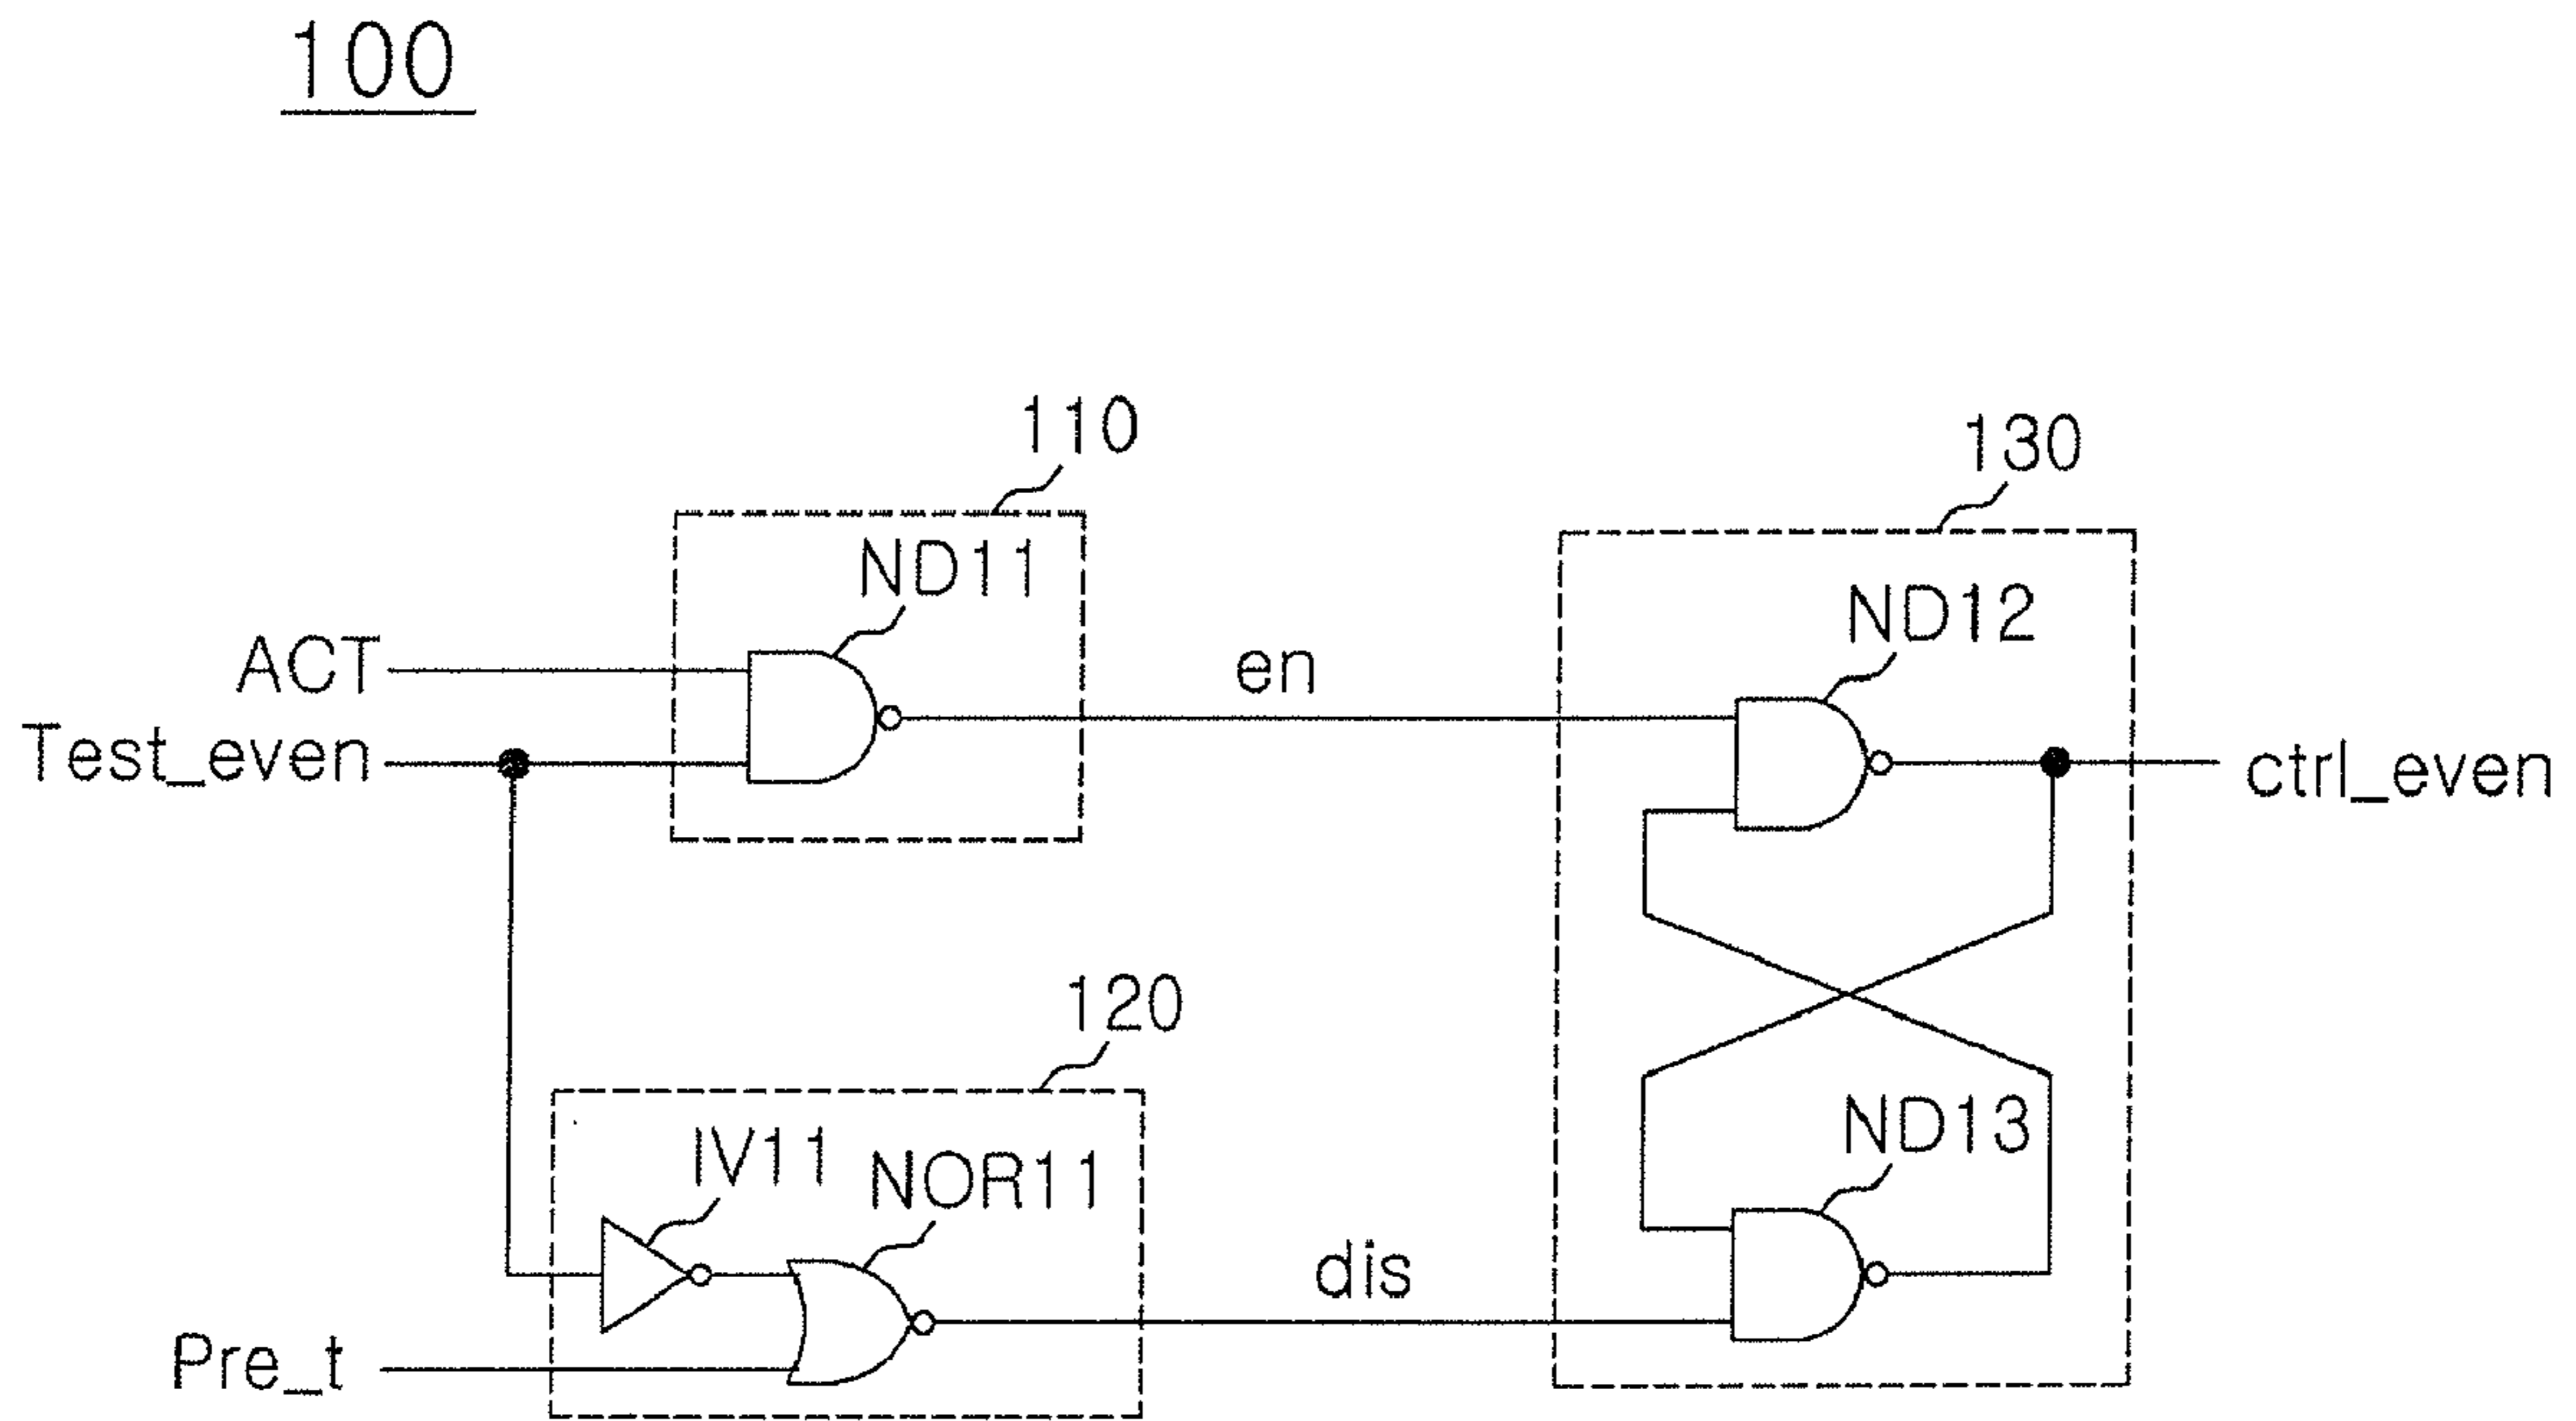 100
110
130
ND11
ND12
ACT
en
Test_even
ctrl_even
120
ND13
IV11
NOR11
dis
Pre_t